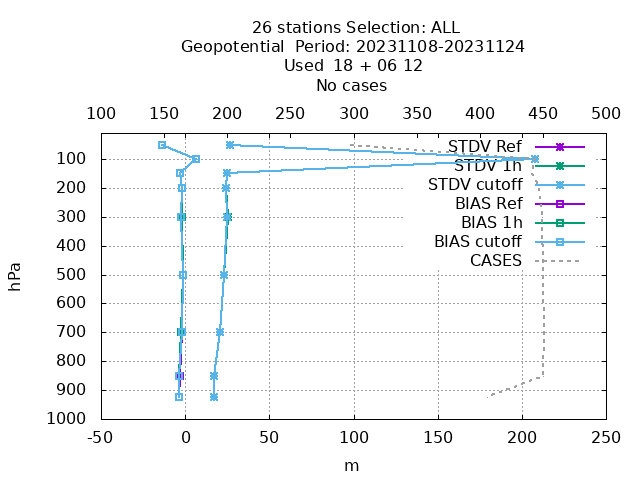 26 stations Selection: ALL
Geopotential  Period: 20231108-20231124
Used  18 + 06 12
No cases
100 150 200 250 300 350 400 450 500
STDV Ref
STDV 1h
STDV cutoff
BIAS Ref
BIAS 1h
BIAS cutoff
CASES
100
200
300
400
500
600
700
800
900
1000
hPa
-50 0 50 100 150 200 250
m